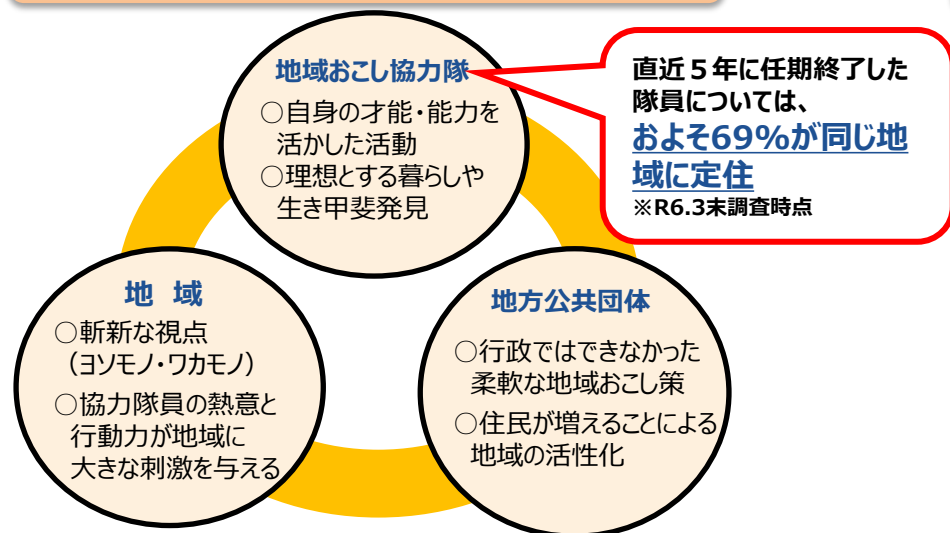 地域おこし協力隊
○自身の才能・能力を
活かした活動
○理想とする暮らしや
生き甲斐発見
直近５年に任期終了した
隊員については、
およそ69％が同じ地
域に定住
※R6.3末調査時点
地 域
○斬新な視点
（ヨソモノ・ワカモノ）
○協力隊員の熱意と
行動力が地域に
大きな刺激を与える
地方公共団体
○行政ではできなかった
柔軟な地域おこし策
○住民が増えることによる
地域の活性化